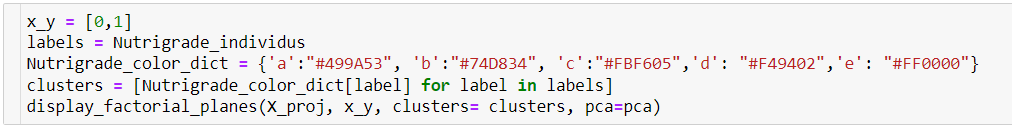 x_y = [0,1]
labels = Nutrigrade_individus
Nutrigrade_color_dict = {'a':"#499A53", 'b':"#74D834", 'c':"#FBF605",'d': "#F49402",'e': "#FF0000"}
clusters = [Nutrigrade_color_dict[label] for label in labels]
display_factorial_planes(X_proj, x_y, clusters= clusters, pca=pca)